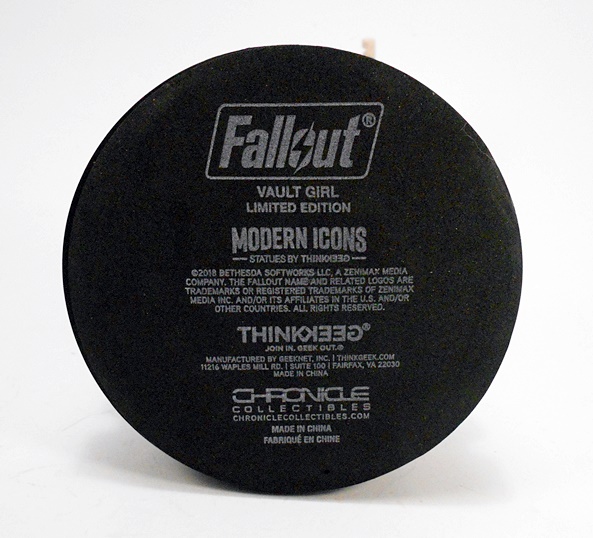 Fallout®
VAULT GIRL
LIMITED EDITION
MODERN ICONS
STATUES BY THINKGEEK
©2018 BETHESDA SOFTWORKS LLC, A ZENIMAX MEDIA
COMPANY. THE FALLOUT NAME AND RELATED LOGOS ARE
TRADEMARKS OR REGISTERED TRADEMARKS OF ZENIMAX
MEDIA INC. AND/OR ITS AFFILIATES IN THE U.S. AND/OR
OTHER COUNTRIES. ALL RIGHTS RESERVED.
THINKGEEK®
JOIN IN. GEEK OUT.®
MANUFACTURED BY GEEKNET, INC. | THINKGEEK.COM
11216 WAPLES MILL RD. | SUITE 100 | FAIRFAX, VA 22030
MADE IN CHINA
CHRONICLE
COLLECTIBLES
CHRONICLECOLLECTIBLES.COM
MADE IN CHINA
FABRIQUÉ EN CHINE